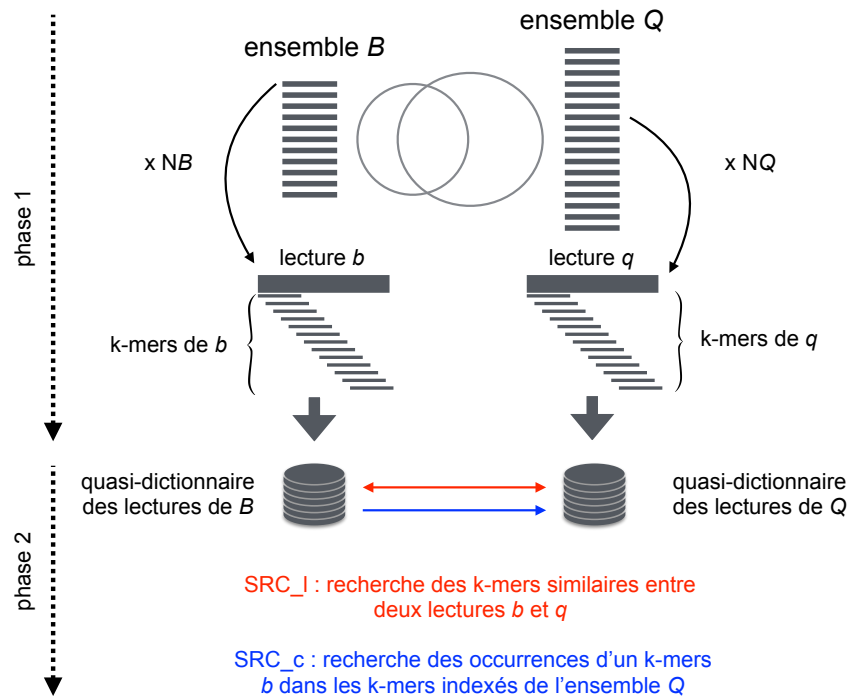 ensemble B
ensemble Q
x NB
x NQ
phase 1
lecture b
lecture q
k-mers de b
k-mers de q
quasi-dictionnaire
des lectures de B
quasi-dictionnaire
des lectures de Q
phase 2
SRC_l : recherche des k-mers similaires entre
deux lectures b et q
SRC_c : recherche des occurrences d'un k-mers
b dans les k-mers indexés de l'ensemble Q